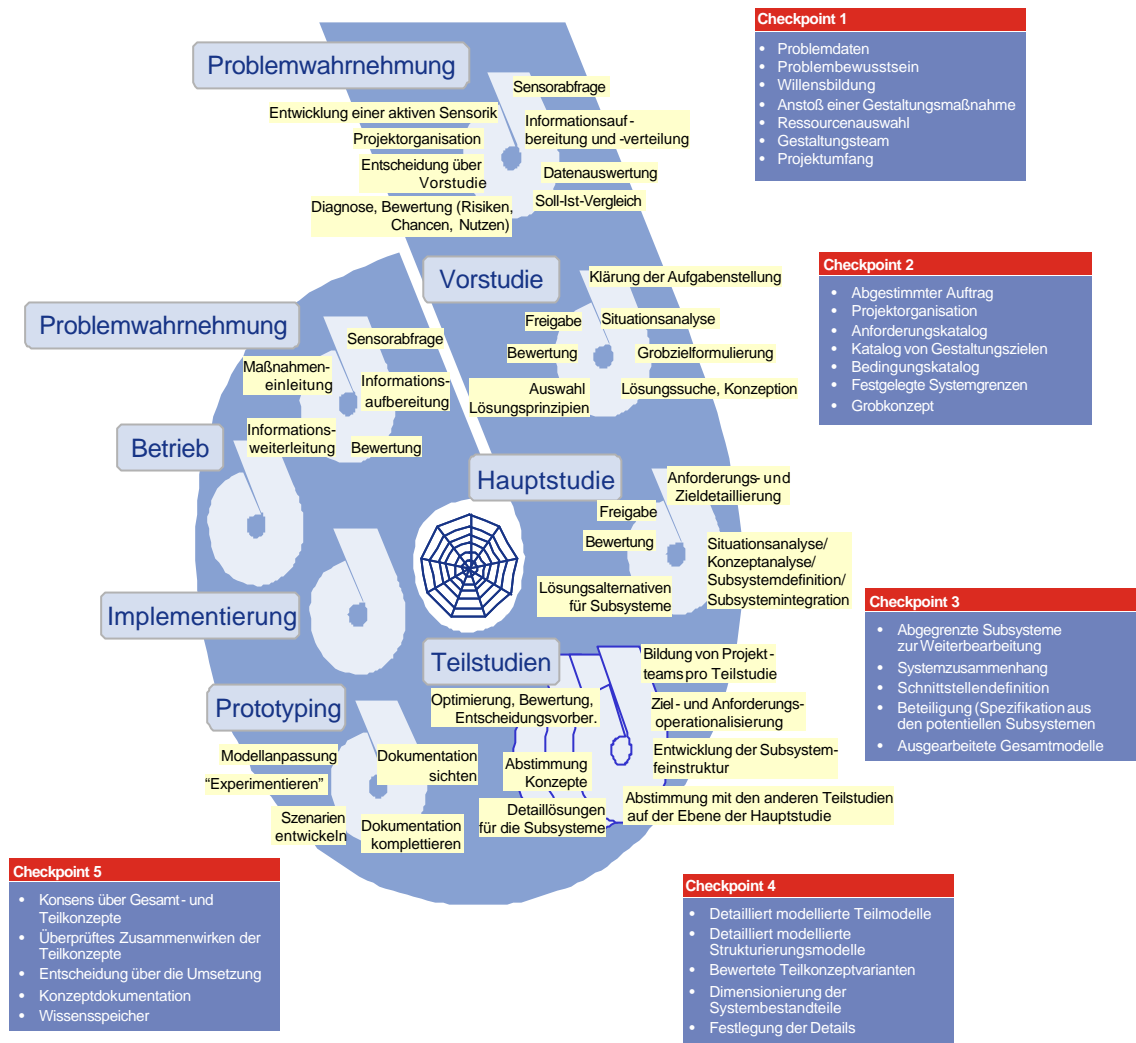 Problemwahrnehmung
Sensorabfrage
Entwicklung einer aktiven Sensorik
Informationsauf-
bereitung und -verteilung
Projektorganisation
Entscheidung über
Vorstudie
Datenauswertung
Diagnose, Bewertung (Risiken,
Chancen, Nutzen)
Soll-Ist-Vergleich
Checkpoint 1
• Problemdaten
• Problembewusstsein
• Willensbildung
• Anstoß einer Gestaltungsmaßnahme
• Ressourcenauswahl
• Gestaltungsteam
• Projektumfang
Vorstudie
Klärung der Aufgabenstellung
Freigabe
Situationsanalyse
Bewertung
Grobzielformulierung
Auswahl
Lösungsprinzipien
Lösungssuche, Konzeption
Checkpoint 2
• Abgestimmter Auftrag
• Projektorganisation
• Anforderungskatalog
• Katalog von Gestaltungszielen
• Bedingungskatalog
• Festgelegte Systemgrenzen
• Grobkonzept
Problemwahrnehmung
Sensorabfrage
Maßnahmen-
einleitung
Informations-
aufbereitung
Informations-
weiterleitung
Bewertung
Betrieb
Hauptstudie
Anforderungs- und
Zieldetaillierung
Freigabe
Bewertung
Situationsanalyse/
Konzeptanalyse/
Subsystemdefinition/
Subsystemintegration
Lösungsalternativen
für Subsysteme
Implementierung
Checkpoint 3
• Abgegrenzte Subsysteme
zur Weiterbearbeitung
• Systemzusammenhang
• Schnittstellendefinition
• Beteiligung (Spezifikation aus
den potentiellen Subsystemen
• Ausgearbeitete Gesamtmodelle
Teilstudien
Bildung von Projekt-
teams pro Teilstudie
Optimierung, Bewertung,
Entscheidungsvorber.
Ziel- und Anforderungs-
operationalisierung
Abstimmung
Konzepte
Entwicklung der Subsystem-
feinstruktur
Detaillösungen
für die Subsysteme
Abstimmung mit den anderen Teilstudien
auf der Ebene der Hauptstudie
Prototyping
Modellanpassung
Dokumentation
sichten
“Experimentieren”
Szenarien
entwickeln
Dokumentation
komplettieren
Checkpoint 5
• Konsens über Gesamt- und
Teilkonzepte
• Überprüftes Zusammenwirken der
Teilkonzepte
• Entscheidung über die Umsetzung
• Konzeptdokumentation
• Wissensspeicher
Checkpoint 4
• Detailliert modellierte Teilmodelle
• Detailliert modellierte
Strukturierungsmodelle
• Bewertete Teilkonzeptvarianten
• Dimensionierung der
Systembestandteile
• Festlegung der Details